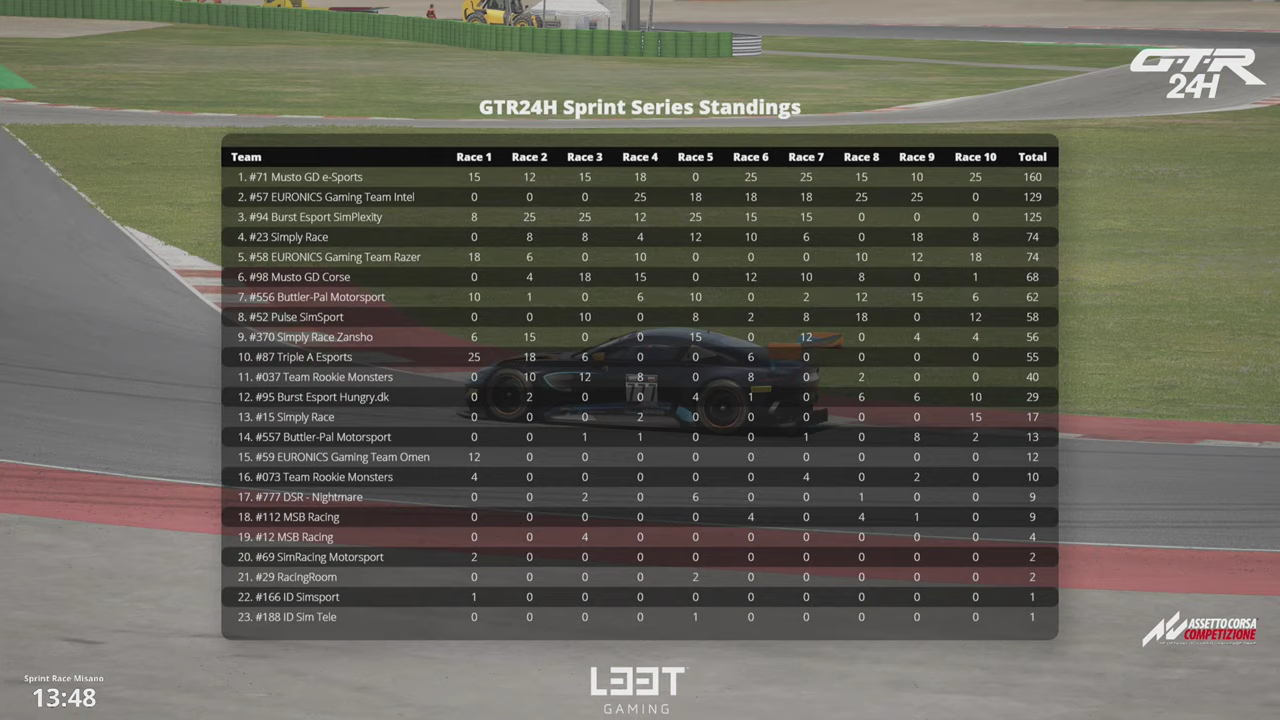 GTR
24H
GTR24H Sprint Series Standings
Team Race 1 Race 2 Race 3 Race 4 Race 5 Race 6 Race 7 Race 8 Race 9 Race 10 Total
1. #71 Musto GD e-Sports 15 12 15 18 0 25 25 15 10 25 160
2. #57 EURONICS Gaming Team Intel 0 0 0 25 18 18 18 25 25 0 129
3. #94 Burst Esport SimPlexity 8 25 25 12 25 15 15 0 0 0 125
4. #23 Simply Race 0 8 8 4 12 10 6 0 18 8 74
5. #58 EURONICS Gaming Team Razer 18 6 0 10 0 0 0 10 12 18 74
6. #98 Musto GD Corse 0 4 18 15 0 12 10 8 0 1 68
7. #556 Buttler-Pal Motorsport 10 1 0 6 10 0 2 12 15 6 62
8. #52 Pulse SimSport 0 0 10 0 8 2 8 18 0 12 58
9. #370 Simply Race Zansho 6 15 0 0 15 0 12 0 4 4 56
10. #87 Triple A Esports 25 18 6 0 0 6 0 0 0 0 55
11. #037 Team Rookie Monsters 0 10 12 8 0 8 0 2 0 0 40
12. #95 Burst Esport Hungry.dk 0 2 0 0 4 1 0 6 6 10 29
13. #15 Simply Race 0 0 0 2 0 0 0 0 0 15 17
14. #557 Buttler-Pal Motorsport 0 0 1 1 0 0 1 0 8 2 13
15. #59 EURONICS Gaming Team Omen 12 0 0 0 0 0 0 0 0 0 12
16. #073 Team Rookie Monsters 4 0 0 0 0 0 4 0 2 0 10
17. #777 DSR - Nightmare 0 0 2 0 6 0 0 1 0 0 9
18. #112 MSB Racing 0 0 0 0 0 4 0 4 1 0 9
19. #12 MSB Racing 0 0 4 0 0 0 0 0 0 0 4
20. #69 SimRacing Motorsport 2 0 0 0 0 0 0 0 0 0 2
21. #29 RacingRoom 0 0 0 0 2 0 0 0 0 0 2
22. #166 ID Simsport 1 0 0 0 0 0 0 0 0 0 1
23. #188 ID Sim Tele 0 0 0 0 1 0 0 0 0 0 1
777
ASSETTO CORSA
COMPETIZIONE
Sprint Race Misano
13:48
L33T
GAMING